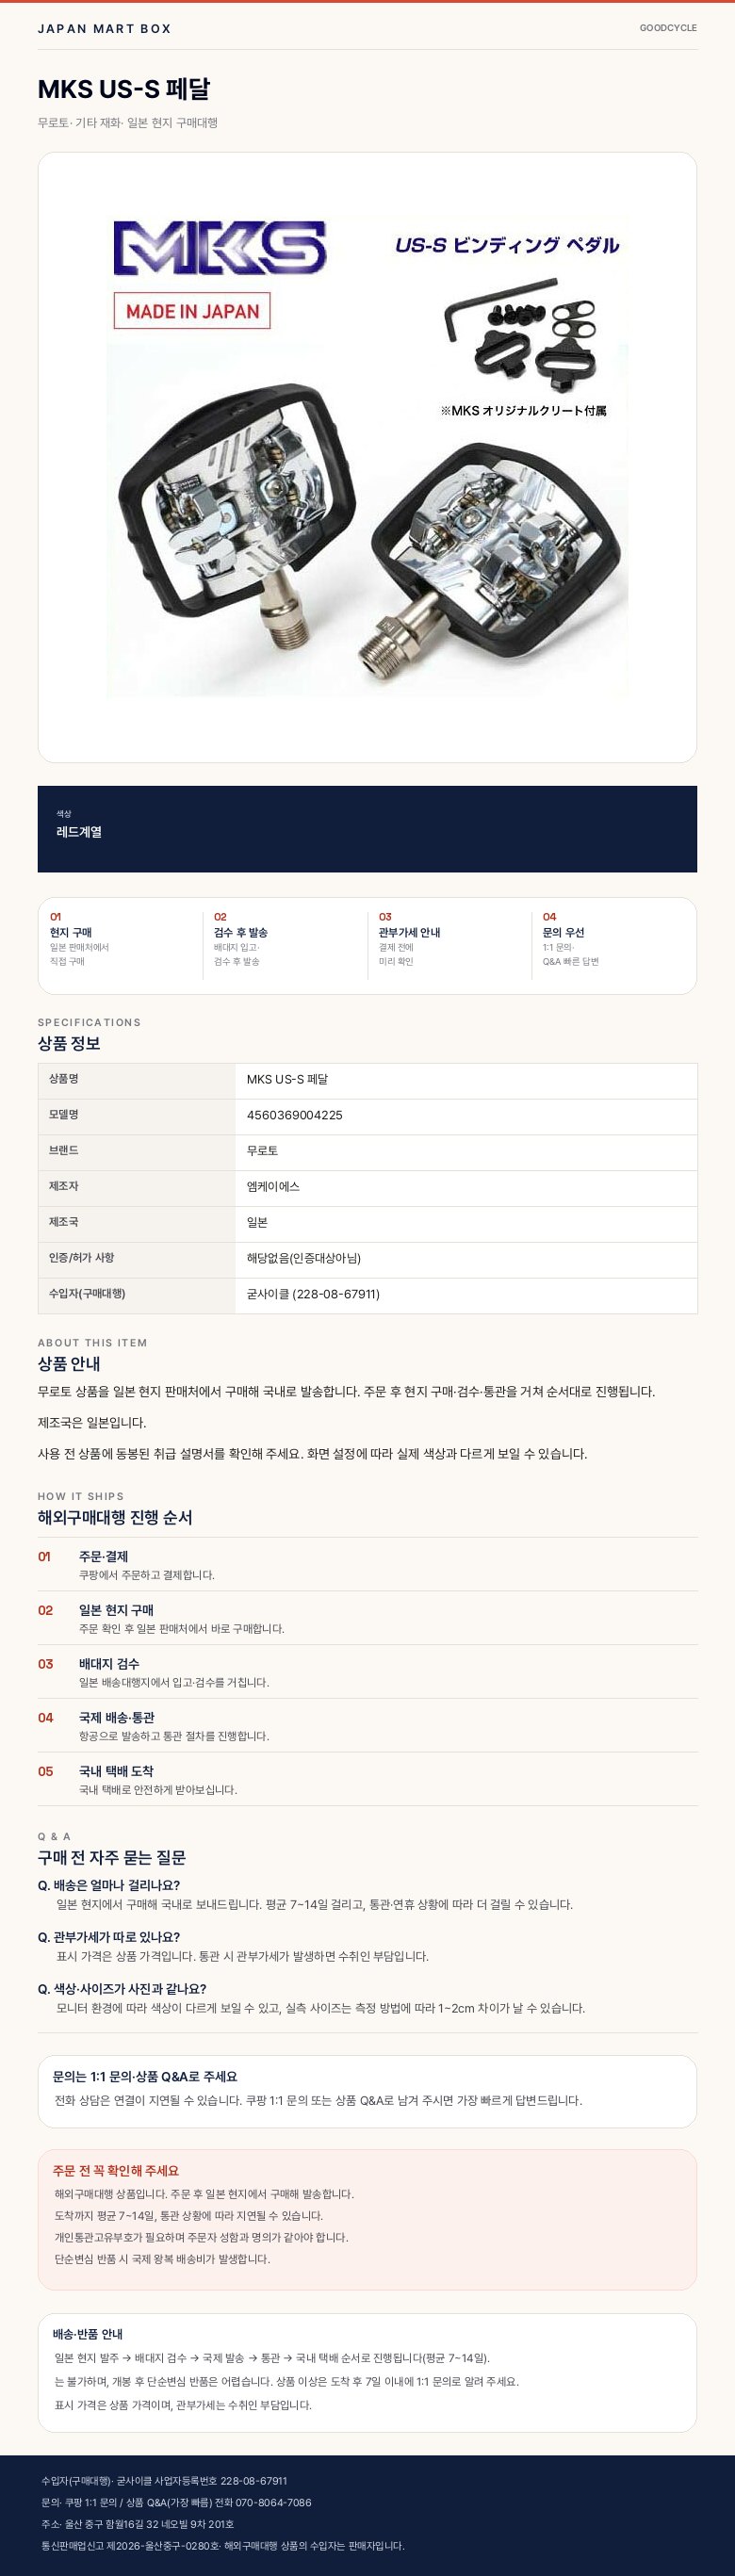 JAPAN MART BOX
GOODCYCLE
MKS US-S 페달
무로토· 기타 재화· 일본 현지 구매대행
MKS
US-S ビンディング ペダル
MADE IN JAPAN
※MKS オリジナルクリート付属
색상
레드계열
01
현지 구매
일본 판매처에서
직접 구매
02
검수 후 발송
배대지 입고·
검수 후 발송
03
관부가세 안내
결제 전에
미리 확인
04
문의 우선
1:1 문의·
Q&A 빠른 답변
SPECIFICATIONS
상품 정보
상품명 MKS US-S 페달
모델명 4560369004225
브랜드 무로토
제조자 엠케이에스
제조국 일본
인증/허가 사항 해당없음(인증대상아님)
수입자(구매대행) 굳사이클 (228-08-67911)
ABOUT THIS ITEM
상품 안내
무로토 상품을 일본 현지 판매처에서 구매해 국내로 발송합니다. 주문 후 현지 구매·검수·통관을 거쳐 순서대로 진행됩니다.
제조국은 일본입니다.
사용 전 상품에 동봉된 취급 설명서를 확인해 주세요. 화면 설정에 따라 실제 색상과 다르게 보일 수 있습니다.
HOW IT SHIPS
해외구매대행 진행 순서
01 주문·결제
쿠팡에서 주문하고 결제합니다.
02 일본 현지 구매
주문 확인 후 일본 판매처에서 바로 구매합니다.
03 배대지 검수
일본 배송대행지에서 입고·검수를 거칩니다.
04 국제 배송·통관
항공으로 발송하고 통관 절차를 진행합니다.
05 국내 택배 도착
국내 택배로 안전하게 받아보십니다.
Q & A
구매 전 자주 묻는 질문
Q. 배송은 얼마나 걸리나요?
일본 현지에서 구매해 국내로 보내드립니다. 평균 7~14일 걸리고, 통관·연휴 상황에 따라 더 걸릴 수 있습니다.
Q. 관부가세가 따로 있나요?
표시 가격은 상품 가격입니다. 통관 시 관부가세가 발생하면 수취인 부담입니다.
Q. 색상·사이즈가 사진과 같나요?
모니터 환경에 따라 색상이 다르게 보일 수 있고, 실측 사이즈는 측정 방법에 따라 1~2cm 차이가 날 수 있습니다.
문의는 1:1 문의·상품 Q&A로 주세요
전화 상담은 연결이 지연될 수 있습니다. 쿠팡 1:1 문의 또는 상품 Q&A로 남겨 주시면 가장 빠르게 답변드립니다.
주문 전 꼭 확인해 주세요
해외구매대행 상품입니다. 주문 후 일본 현지에서 구매해 발송합니다.
도착까지 평균 7~14일, 통관 상황에 따라 지연될 수 있습니다.
개인통관고유부호가 필요하며 주문자 성함과 명의가 같아야 합니다.
단순변심 반품 시 국제 왕복 배송비가 발생합니다.
배송·반품 안내
일본 현지 발주 → 배대지 검수 → 국제 발송 → 통관 → 국내 택배 순서로 진행됩니다(평균 7~14일).
는 불가하며, 개봉 후 단순변심 반품은 어렵습니다. 상품 이상은 도착 후 7일 이내에 1:1 문의로 알려 주세요.
표시 가격은 상품 가격이며, 관부가세는 수취인 부담입니다.
수입자(구매대행)· 굳사이클 사업자등록번호 228-08-67911
문의· 쿠팡 1:1 문의 / 상품 Q&A(가장 빠름) 전화 070-8064-7086
주소· 울산 중구 함월16길 32 네오빌 9차 201호
통신판매업신고 제2026-울산중구-0280호· 해외구매대행 상품의 수입자는 판매자입니다.